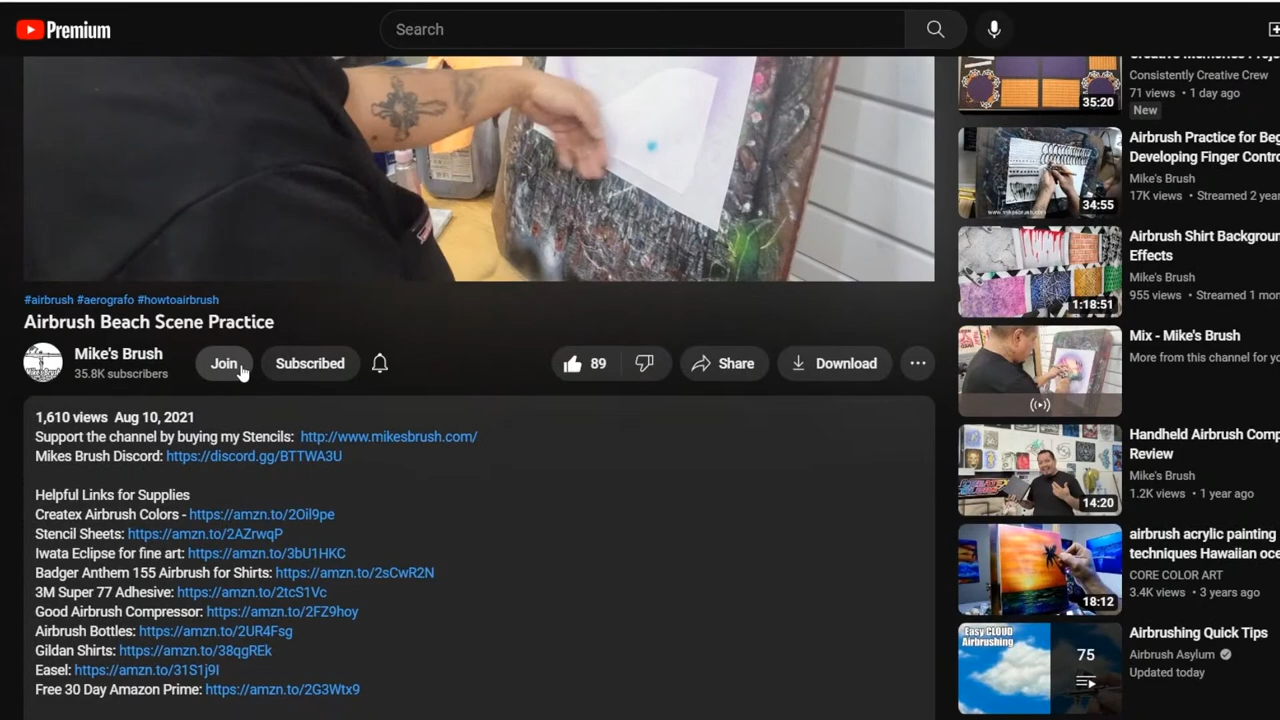 Premium
Search
#airbrush #aerografo #howtoairbrush
Airbrush Beach Scene Practice
Mike's Brush
35.8K subscribers
Join
Subscribed
89
Share
Download
1,610 views Aug 10, 2021
Support the channel by buying my Stencils: http://www.mikesbrush.com/
Mikes Brush Discord: https://discord.gg/BTTWA3U
Helpful Links for Supplies
Createx Airbrush Colors - https://amzn.to/2Oil9pe
Stencil Sheets: https://amzn.to/2AZrwqP
Iwata Eclipse for fine art: https://amzn.to/3bU1HKC
Badger Anthem 155 Airbrush for Shirts: https://amzn.to/2sCwR2N
3M Super 77 Adhesive: https://amzn.to/2tcS1Vc
Good Airbrush Compressor: https://amzn.to/2FZ9hoy
Airbrush Bottles: https://amzn.to/2UR4Fsg
Gildan Shirts: https://amzn.to/38qgREk
Easel: https://amzn.to/31S1j9I
Free 30 Day Amazon Prime: https://amzn.to/2G3Wtx9
Consistently Creative Crew
71 views • 1 day ago
New
35:20
Airbrush Practice for Beg
Developing Finger Contro
Mike's Brush
17K views • Streamed 2 year
34:55
www.mikesbrush.com
Airbrush Shirt Backgroun
Effects
Mike's Brush
955 views • Streamed 1 mon
1:18:51
Mix - Mike's Brush
More from this channel for yo
Handheld Airbrush Comp
Review
Mike's Brush
1.2K views • 1 year ago
14:20
airbrush acrylic painting
techniques Hawaiian oce
CORE COLOR ART
3.4K views • 3 years ago
18:12
Airbrushing Quick Tips
Airbrush Asylum
Updated today
Easy CLOUD
Airbrushing
75